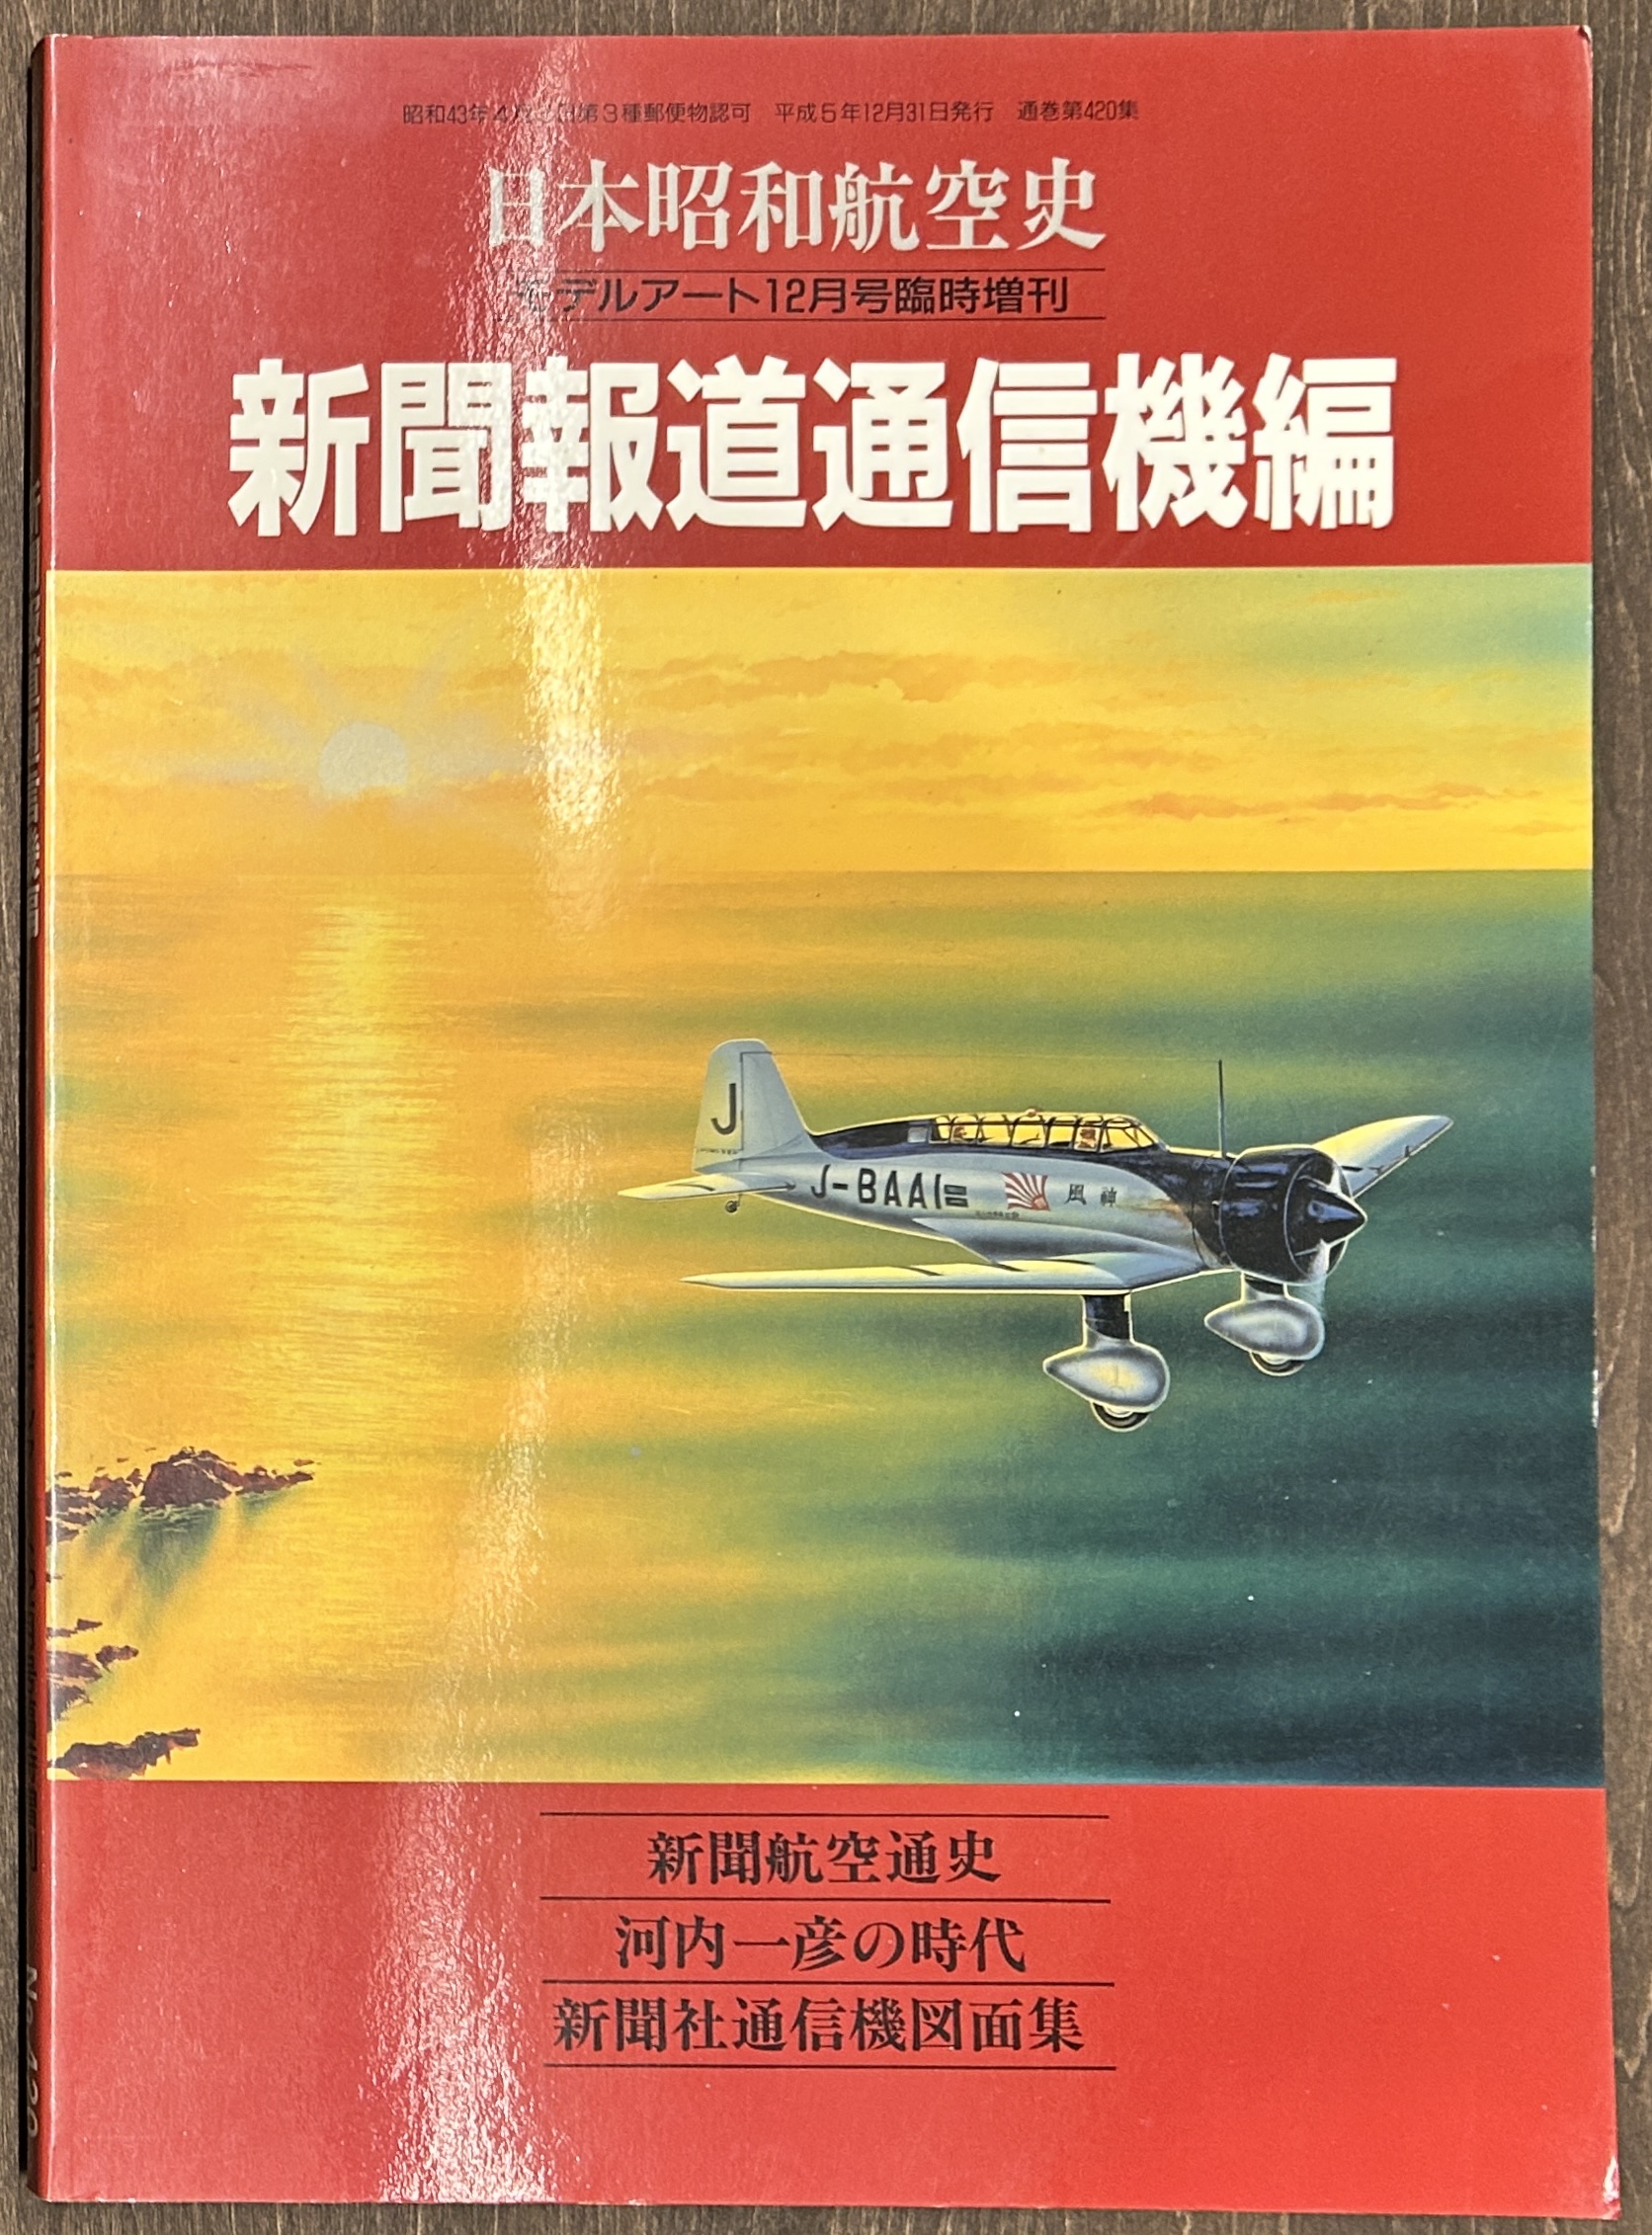 昭和43年4月 日第3種郵便物認可　平成5年12月31日発行　通巻第420集
日本昭和航空史
モデルアート12月号臨時増刊
新聞報道通信機編
J
J-BAAI
風神
新聞航空通史
河内一彦の時代
新聞社通信機図面集